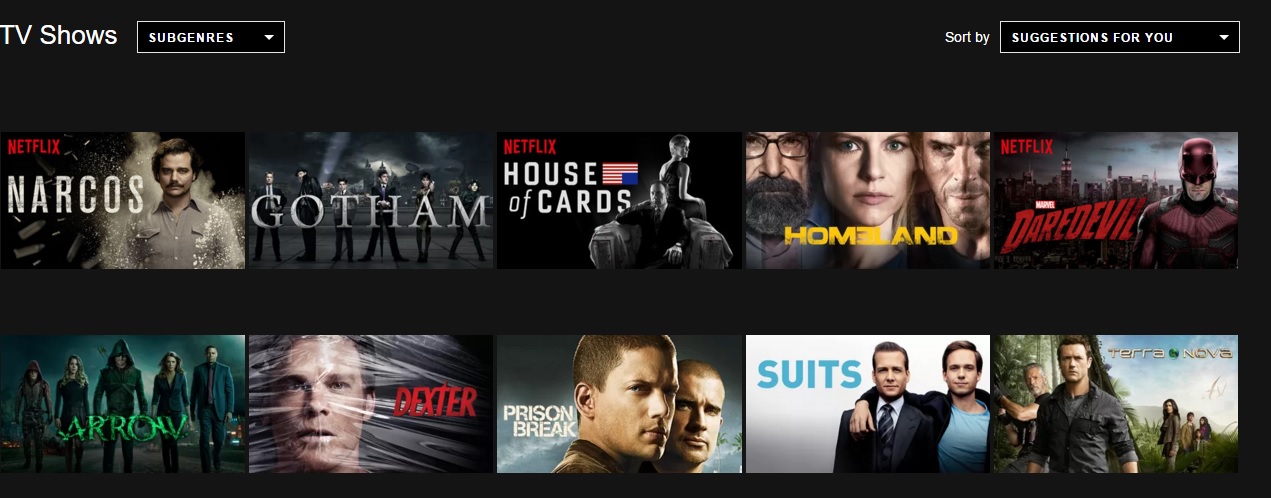 TV Shows
SUBGENRES
Sort by
SUGGESTIONS FOR YOU
NETFLIX
NARCOS
GOTHAM
NETFLIX
HOUSE
of CARDS
HOMELAND
NETFLIX
MARVEL
DAREDEVIL
ARROW
DEXTER
PRISON
BREAK
SUITS
TERRA NOVA